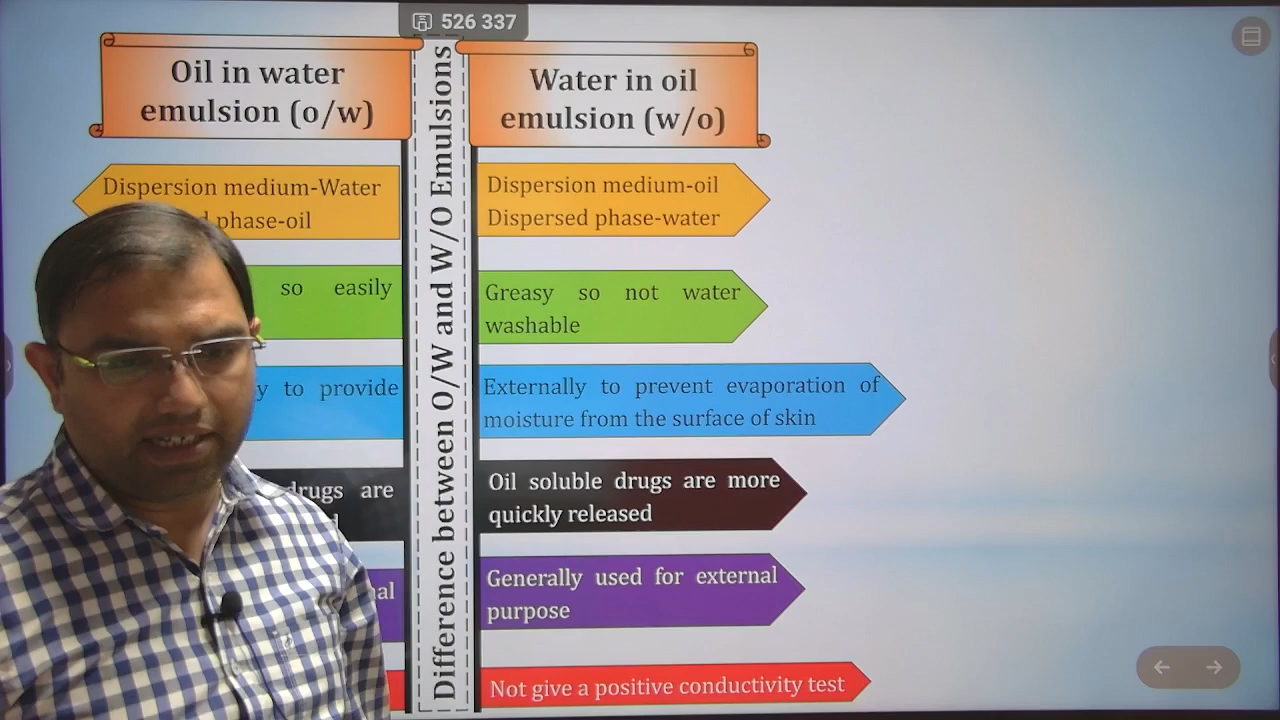 526 337
Oil in water
emulsion (o/w)
Dispersion medium-Water
phase-oil
so easily
to provide
drugs are
Difference between O/W and W/O Emulsions
Water in oil
emulsion (w/o)
Dispersion medium-oil
Dispersed phase-water
Greasy so not water
washable
Externally to prevent evaporation of
moisture from the surface of skin
Oil soluble drugs are more
quickly released
Generally used for external
purpose
Not give a positive conductivity test